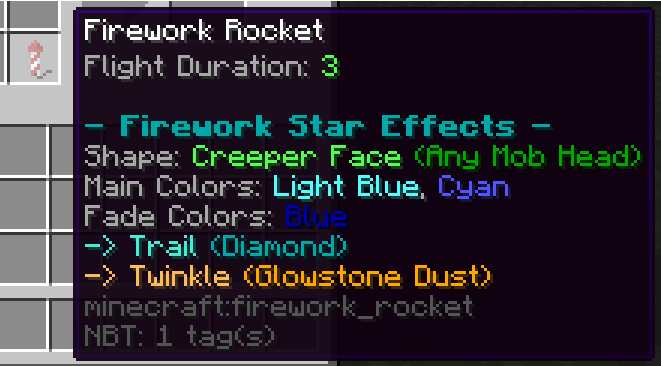 Firework Rocket
Flight Duration: 3
- Firework Star Effects -
Shape: Creeper Face (Any Mob Head)
Main Colors: Light Blue, Cyan
Fade Colors: Blue
-> Trail (Diamond)
-> Twinkle (Glowstone Dust)
minecraft:firework_rocket
NBT: 1 tag(s)